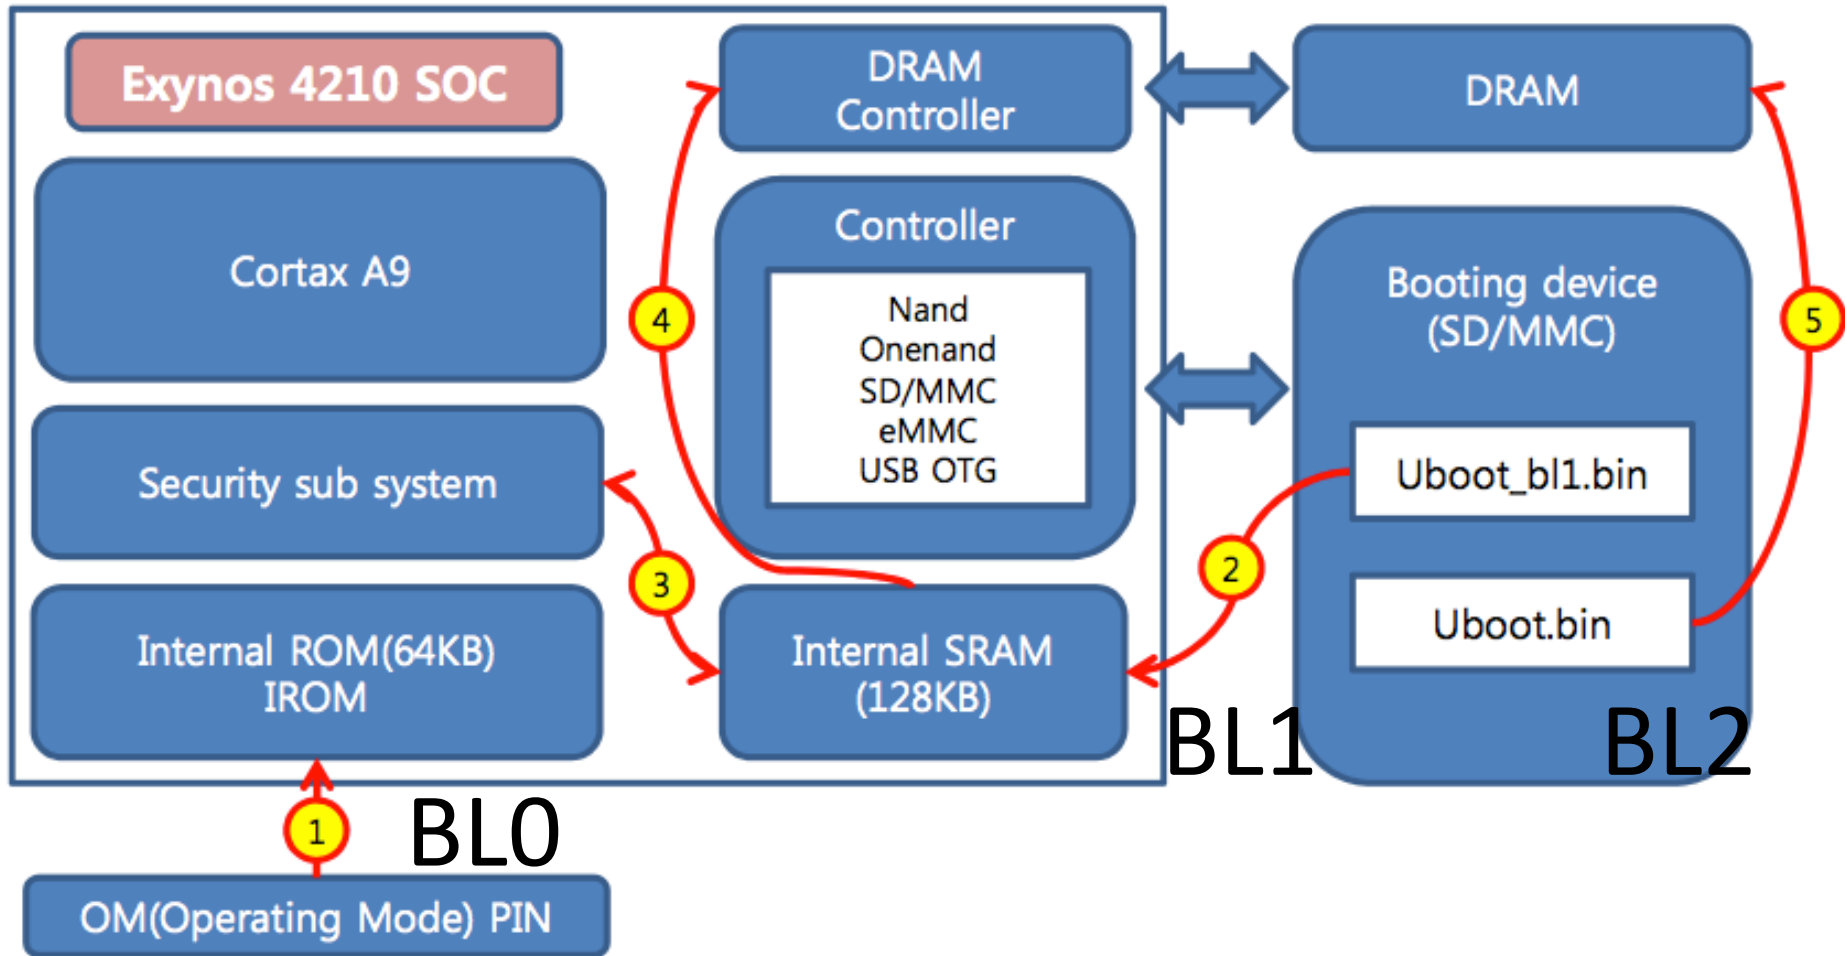 Exynos 4210 SOC
Cortax A9
Security sub system
Internal ROM(64KB)
IROM
OM(Operating Mode) PIN
BL0
1
DRAM
Controller
Controller
Nand
Onenand
SD/MMC
eMMC
USB OTG
4
3
Internal SRAM
(128KB)
2
BL1
DRAM
Booting device
(SD/MMC)
Uboot_bl1.bin
Uboot.bin
BL2
5